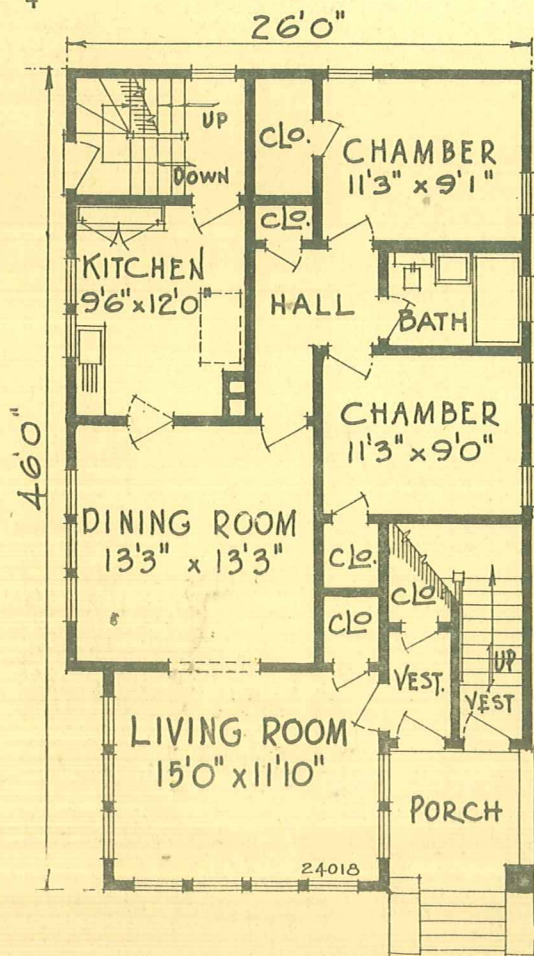 26'0"
UP
DOWN
CLO.
CHAMBER
11'3" x 9'1"
CLO.
KITCHEN
9'6" x 12'0"
HALL
BATH
46'0"
CHAMBER
11'3" x 9'0"
DINING ROOM
13'3" x 13'3"
CLO.
CLO
CLO
VEST.
UP
VEST
LIVING ROOM
15'0" x 11'10"
PORCH
24018